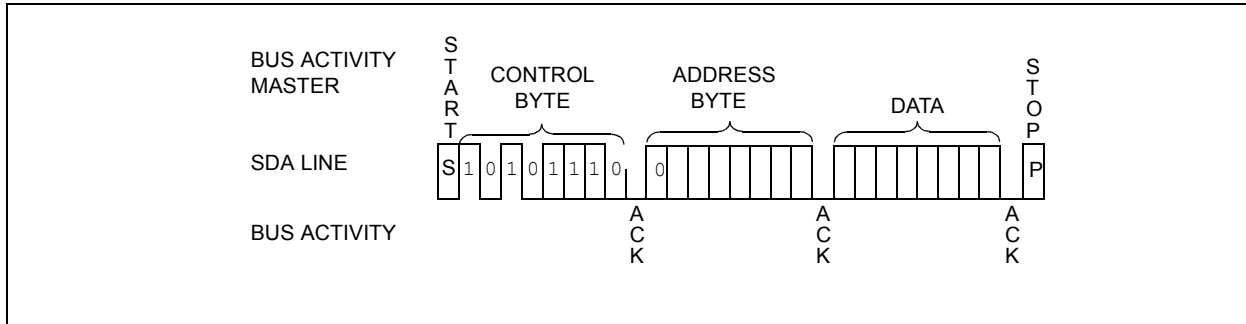 BUS ACTIVITY
MASTER
START
CONTROL
BYTE
ADDRESS
BYTE
DATA
STOP
SDA LINE
S 1 0 1 0 1 1 1 0 0 P
BUS ACTIVITY
ACK
ACK
ACK